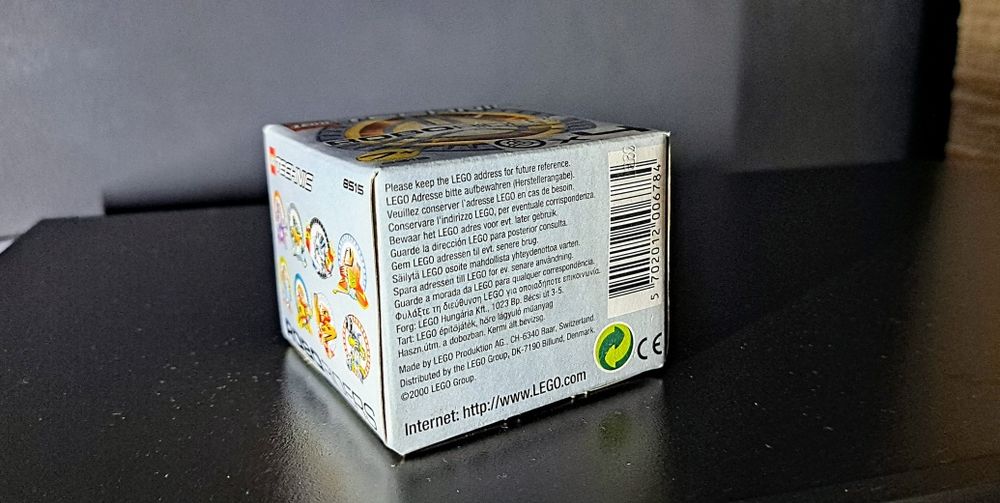 TECHNIC 8515
ROBORIDERS
Please keep the LEGO address for future reference.
LEGO Adresse bitte aufbewahren (Herstellerangabe).
Veuillez conserver l'adresse LEGO en cas de besoin.
Conservare l'indirizzo LEGO, per eventuale corrispondenza.
Bewaar het LEGO adres voor evt. later gebruik.
Guarde la dirección LEGO para posterior consulta.
Gem LEGO adressen til evt. senere brug.
Säilytä LEGO osoite mahdollista yhteydenottoa varten.
Spara adressen till LEGO for ev. senare användning.
Guarde a morada da LEGO para qualquer correspondência.
Φυλάξτε τη διεύθυνση LEGO για οποιαδήποτε επικοινωνία.
Forg: LEGO Hungária Kft., 1023 Bp. Bécsi út 3-5.
Tart: LEGO építőjáték, hőre lágyuló műanyag
Haszn.útm. a dobozban. Kermi ált.bevizsg.
Made by LEGO Produktion AG., CH-6340 Baar, Switzerland.
Distributed by the LEGO Group, DK-7190 Billund, Denmark.
©2000 LEGO Group.
Internet: http://www.LEGO.com
5 702012 006784
CE